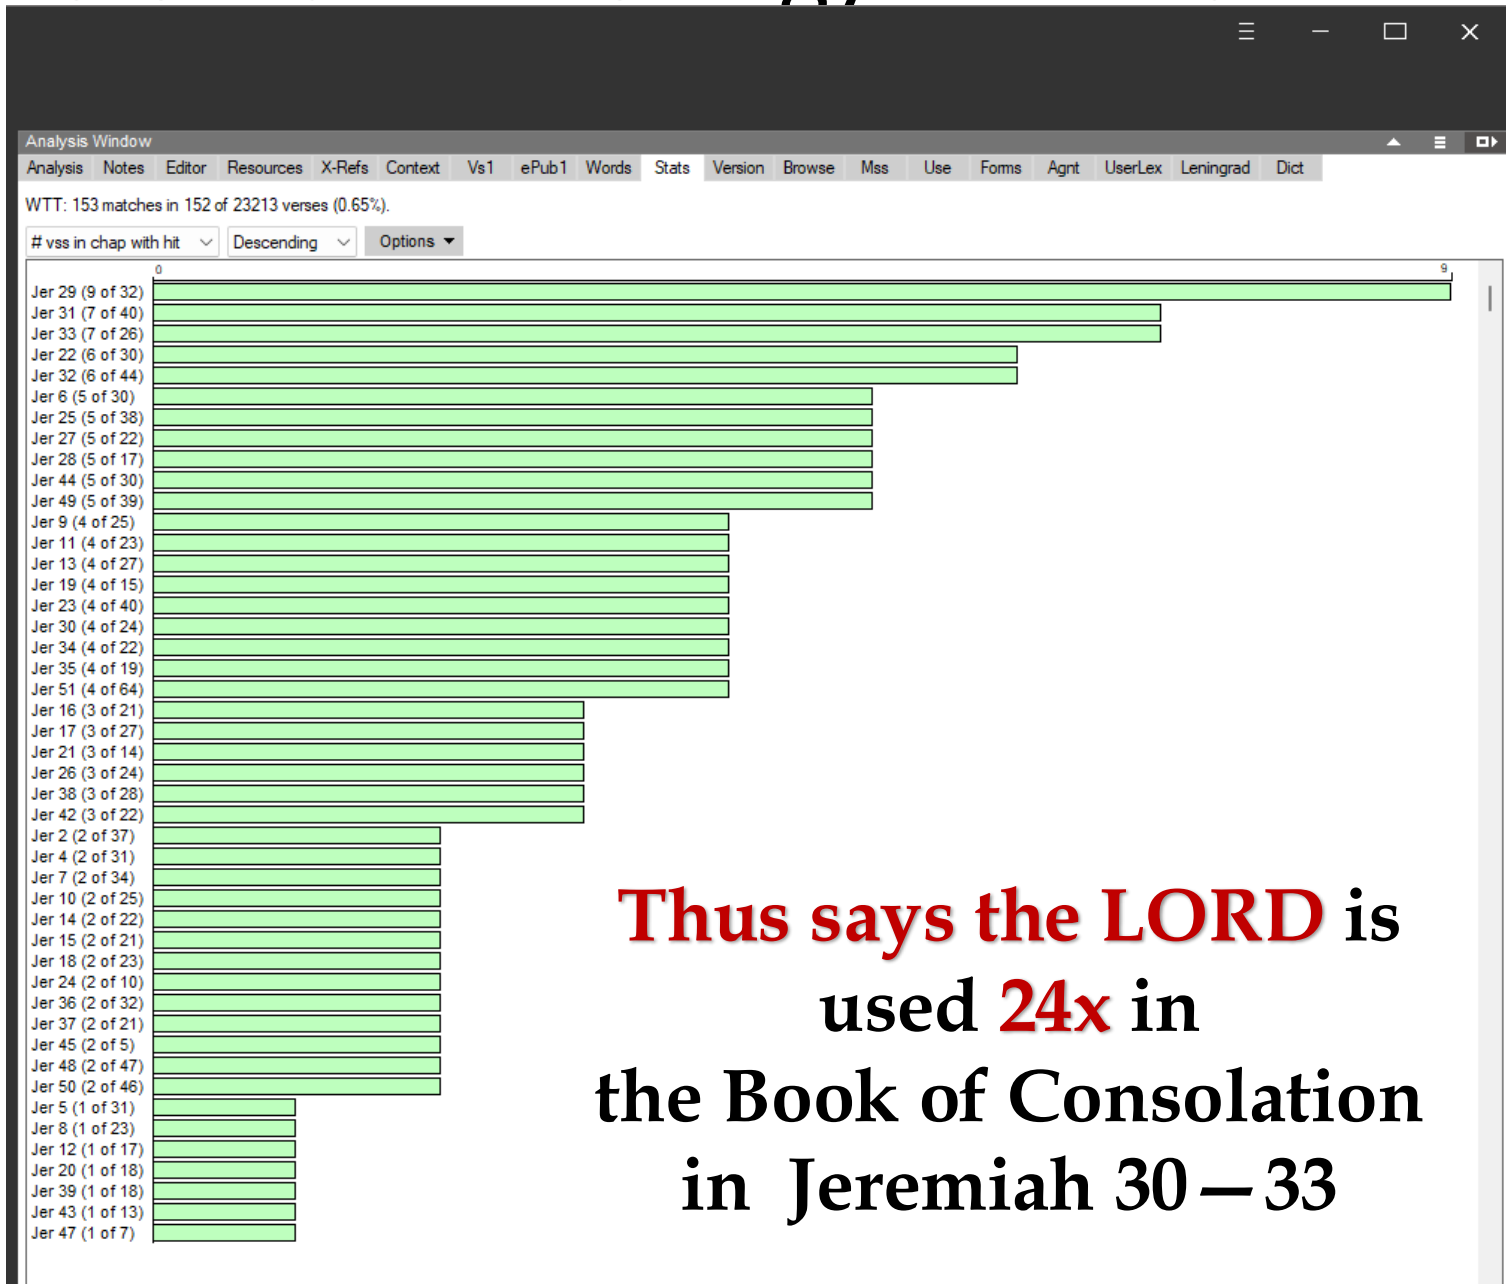 Analysis Window
Analysis Notes Editor Resources X-Refs Context Vs1 ePub1 Words Stats Version Browse Mss Use Forms Agnt UserLex Leningrad Dict
WTT: 153 matches in 152 of 23213 verses (0.65%).
# vss in chap with hit Descending Options
0 9
Jer 29 (9 of 32)
Jer 31 (7 of 40)
Jer 33 (7 of 26)
Jer 22 (6 of 30)
Jer 32 (6 of 44)
Jer 6 (5 of 30)
Jer 25 (5 of 38)
Jer 27 (5 of 22)
Jer 28 (5 of 17)
Jer 44 (5 of 30)
Jer 49 (5 of 39)
Jer 9 (4 of 25)
Jer 11 (4 of 23)
Jer 13 (4 of 27)
Jer 19 (4 of 15)
Jer 23 (4 of 40)
Jer 30 (4 of 24)
Jer 34 (4 of 22)
Jer 35 (4 of 19)
Jer 51 (4 of 64)
Jer 16 (3 of 21)
Jer 17 (3 of 27)
Jer 21 (3 of 14)
Jer 26 (3 of 24)
Jer 38 (3 of 28)
Jer 42 (3 of 22)
Jer 2 (2 of 37)
Jer 4 (2 of 31)
Jer 7 (2 of 34)
Jer 10 (2 of 25)
Jer 14 (2 of 22)
Jer 15 (2 of 21)
Jer 18 (2 of 23)
Jer 24 (2 of 10)
Jer 36 (2 of 32)
Jer 37 (2 of 21)
Jer 45 (2 of 5)
Jer 48 (2 of 47)
Jer 50 (2 of 46)
Jer 5 (1 of 31)
Jer 8 (1 of 23)
Jer 12 (1 of 17)
Jer 20 (1 of 18)
Jer 39 (1 of 18)
Jer 43 (1 of 13)
Jer 47 (1 of 7)
Thus says the LORD is
used 24x in
the Book of Consolation
in Jeremiah 30—33